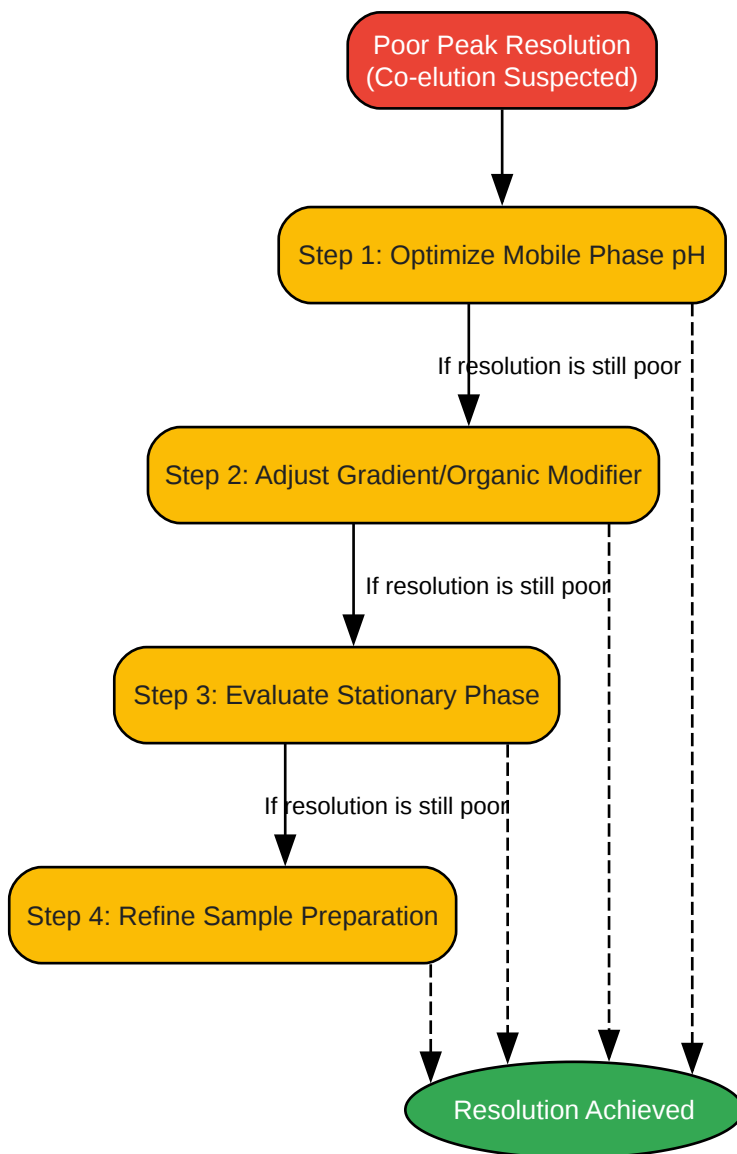 Poor Peak Resolution
(Co-elution Suspected)
Step 1: Optimize Mobile Phase pH
If resolution is still poor
Step 2: Adjust Gradient/Organic Modifier
If resolution is still poor
Step 3: Evaluate Stationary Phase
If resolution is still poor
Step 4: Refine Sample Preparation
Resolution Achieved